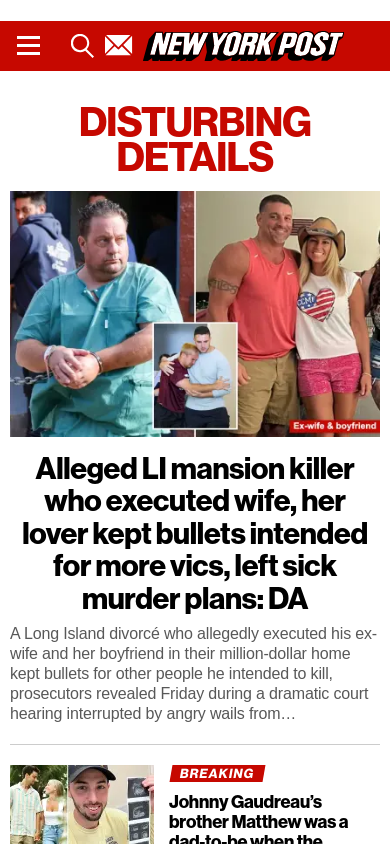 NEW YORK POST
DISTURBING
DETAILS
Ex-wife & boyfriend
Alleged LI mansion killer
who executed wife, her
lover kept bullets intended
for more vics, left sick
murder plans: DA
A Long Island divorcé who allegedly executed his ex-
wife and her boyfriend in their million-dollar home
kept bullets for other people he intended to kill,
prosecutors revealed Friday during a dramatic court
hearing interrupted by angry wails from…
BREAKING
Johnny Gaudreau’s
brother Matthew was a
dad-to-be when the